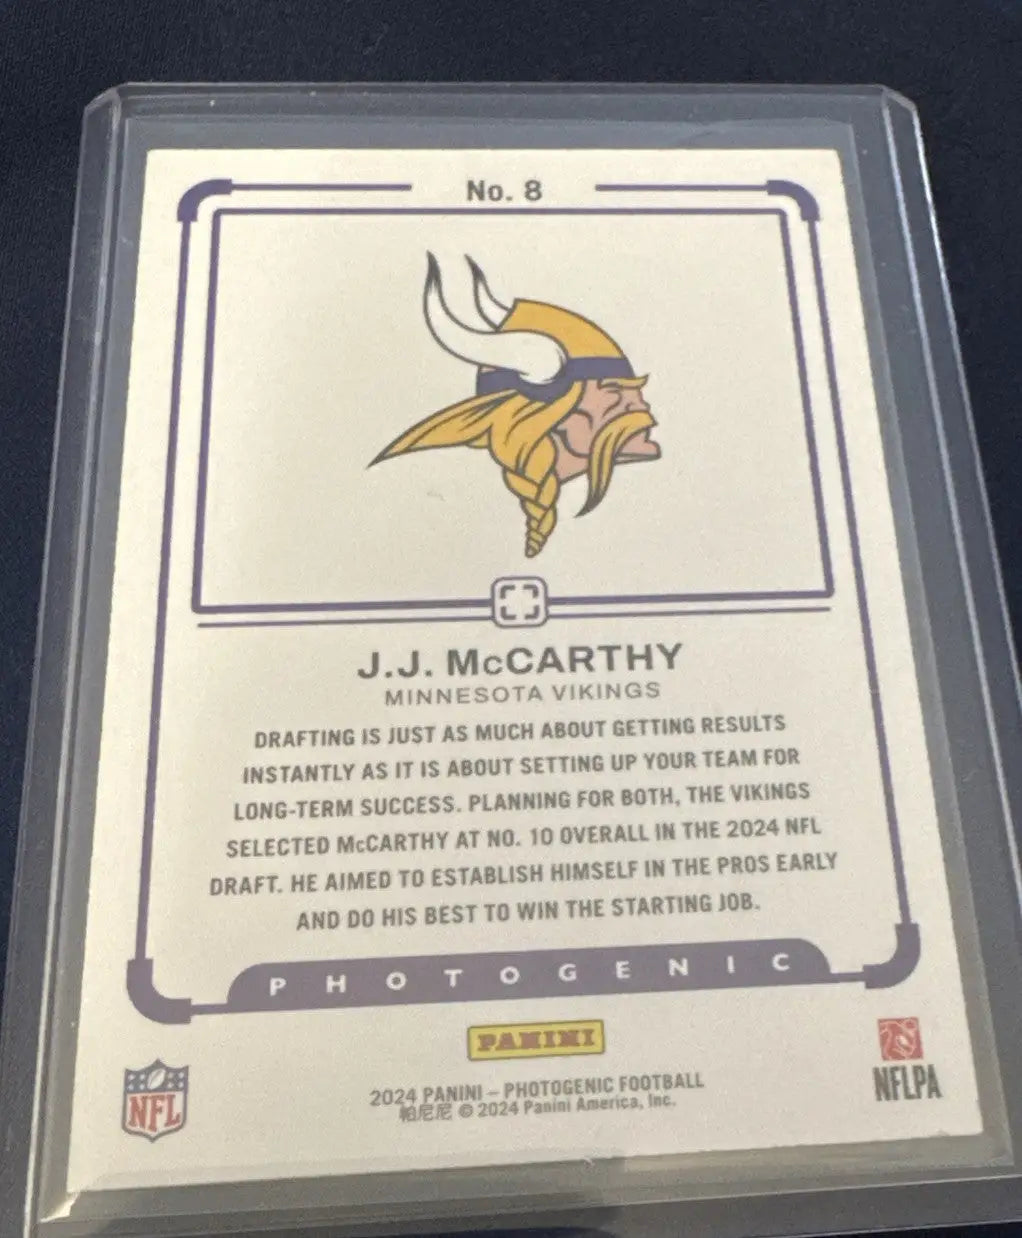 No. 8
J.J. McCARTHY
MINNESOTA VIKINGS
DRAFTING IS JUST AS MUCH ABOUT GETTING RESULTS
INSTANTLY AS IT IS ABOUT SETTING UP YOUR TEAM FOR
LONG-TERM SUCCESS. PLANNING FOR BOTH, THE VIKINGS
SELECTED McCARTHY AT NO. 10 OVERALL IN THE 2024 NFL
DRAFT. HE AIMED TO ESTABLISH HIMSELF IN THE PROS EARLY
AND DO HIS BEST TO WIN THE STARTING JOB.
PHOTOGENIC
PANINI
NFL
2024 PANINI – PHOTOGENIC FOOTBALL
帕尼尼 © 2024 Panini America, Inc.
NFLPA